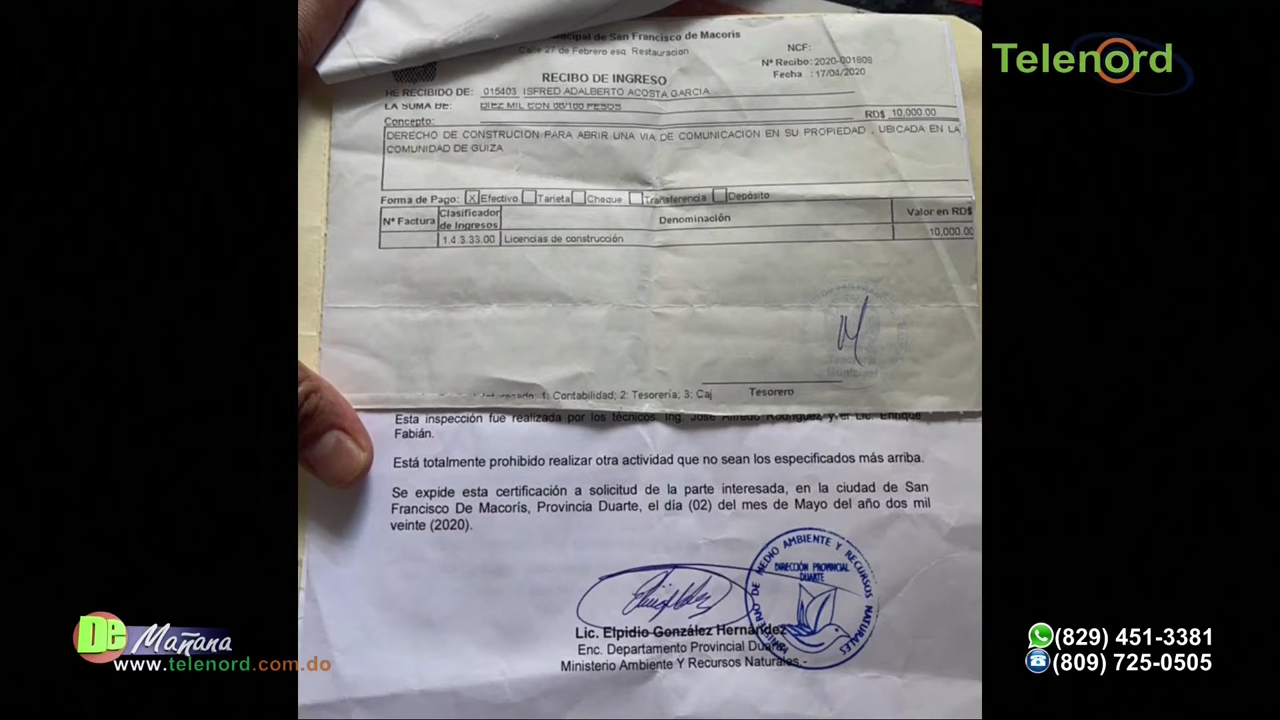 Telenord
unicipal de San Francisco de Macoris
Calle 27 de Febrero esq. Restauracion
NCF:
Nº Recibo: 2020-001808
Fecha : 17/04/2020
RECIBO DE INGRESO
HE RECIBIDO DE: 015403 ISFRED ADALBERTO ACOSTA GARCIA
LA SUMA DE: DIEZ MIL CON 00/100 PESOS
RD$ 10,000.00
Concepto:
DERECHO DE CONSTRUCION PARA ABRIR UNA VIA DE COMUNICACION EN SU PROPIEDAD , UBICADA EN LA
COMUNIDAD DE GUIZA
Forma de Pago: X Efectivo Tarjeta Cheque Transferencia Depósito
Nº Factura Clasificador de Ingresos Denominación Valor en RD$
1.4.3.33.00 Licencias de construcción 10,000.00
1: Contabilidad; 2: Tesorería; 3: Caj
Tesorero
Esta inspección fue realizada por los técnicos. Ing. José Alfredo Rodríguez y el Lic. Enrique
Fabián.
Está totalmente prohibido realizar otra actividad que no sean los especificados más arriba.
Se expide esta certificación a solicitud de la parte interesada, en la ciudad de San
Francisco De Macorís, Provincia Duarte, el día (02) del mes de Mayo del año dos mil
veinte (2020).
MEDIO AMBIENTE Y RECURSOS NATURALES
DIRECCIÓN PROVINCIAL
DUARTE
Lic. Elpidio González Hernández
Enc. Departamento Provincial Duarte
Ministerio Ambiente Y Recursos Naturales.-
De Mañana
www.telenord.com.do
(829) 451-3381
(809) 725-0505